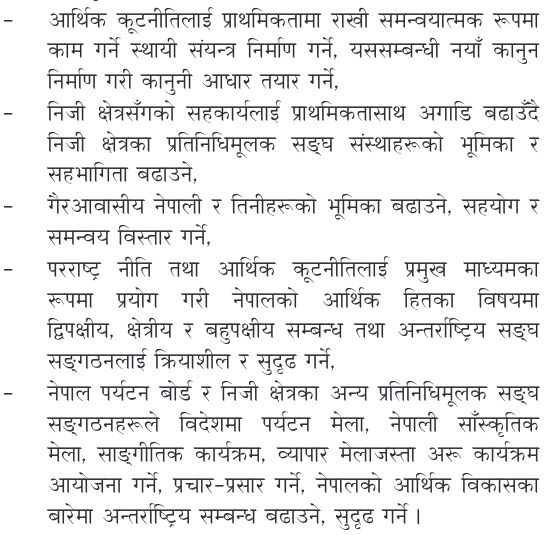 – आर्थिक कूटनीतिलाई प्राथमिकतामा राखी समन्वयात्मक रूपमा
काम गर्ने स्थायी संयन्त्र निर्माण गर्ने, यससम्बन्धी नयाँ कानुन
निर्माण गरी कानुनी आधार तयार गर्ने,
– निजी क्षेत्रसँगको सहकार्यलाई प्राथमिकतासाथ अगाडि बढाउँदै
निजी क्षेत्रका प्रतिनिधिमूलक सङ्घ संस्थाहरूको भूमिका र
सहभागिता बढाउने,
– गैरआवासीय नेपाली र तिनीहरूको भूमिका बढाउने, सहयोग र
समन्वय विस्तार गर्ने,
– परराष्ट्र नीति तथा आर्थिक कूटनीतिलाई प्रमुख माध्यमका
रूपमा प्रयोग गरी नेपालको आर्थिक हितका विषयमा
द्विपक्षीय, क्षेत्रीय र बहुपक्षीय सम्बन्ध तथा अन्तर्राष्ट्रिय सङ्घ
सङ्गठनलाई क्रियाशील र सुदृढ गर्ने,
– नेपाल पर्यटन बोर्ड र निजी क्षेत्रका अन्य प्रतिनिधिमूलक सङ्घ
सङ्गठनहरूले विदेशमा पर्यटन मेला, नेपाली साँस्कृतिक
मेला, साङ्गीतिक कार्यक्रम, व्यापार मेलाजस्ता अरू कार्यक्रम
आयोजना गर्ने, प्रचार-प्रसार गर्ने, नेपालको आर्थिक विकासका
बारेमा अन्तर्राष्ट्रिय सम्बन्ध बढाउने, सुदृढ गर्ने ।